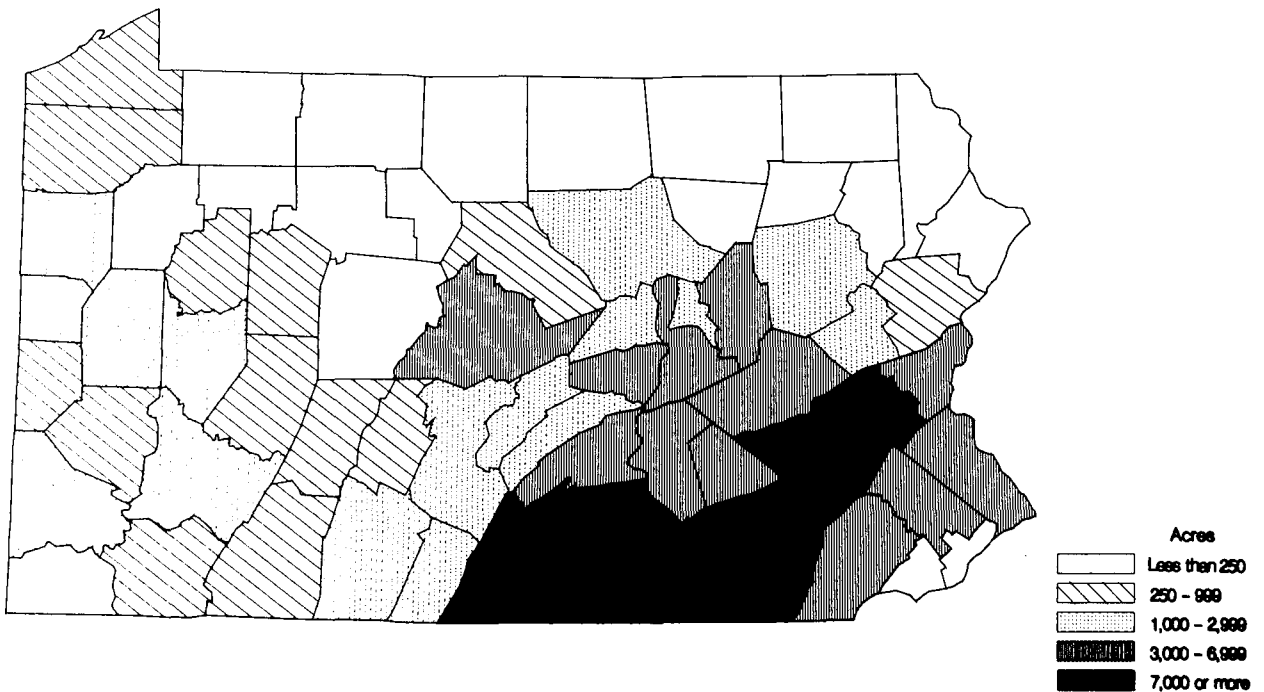 Acres
Less than 250
250 - 999
1,000 - 2,999
3,000 - 6,999
7,000 or more